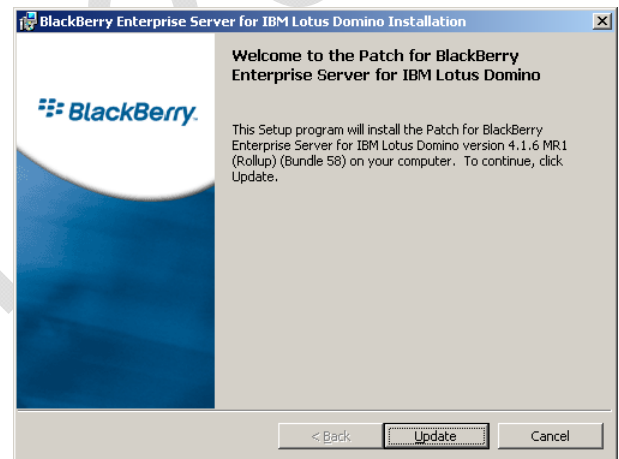 BlackBerry Enterprise Server for IBM Lotus Domino Installation
Welcome to the Patch for BlackBerry
Enterprise Server for IBM Lotus Domino
BlackBerry.
This Setup program will install the Patch for BlackBerry
Enterprise Server for IBM Lotus Domino version 4.1.6 MR1
(Rollup) (Bundle 58) on your computer. To continue, click
Update.
< Back
Update
Cancel